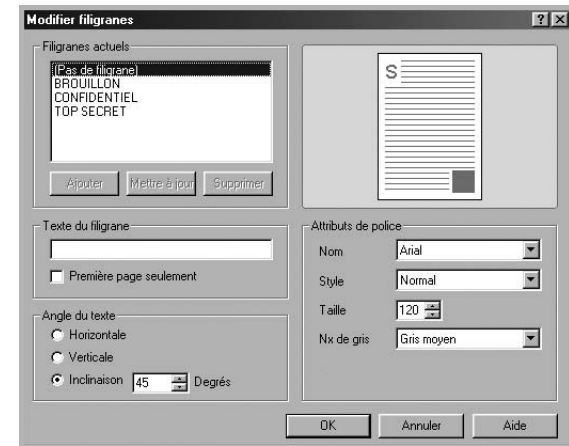 Modifier filigranes
Filigranes actuels
(Pas de filigrane)
BROUILLON
CONFIDENTIEL
TOP SECRET
Ajouter Mettre à jour Supprimer
S
Texte du filigrane
Première page seulement
Angle du texte
Horizontale
Verticale
Inclinaison 45 Degrés
Attributs de police
Nom Arial
Style Normal
Taille 120
Nx de gris Gris moyen
OK Annuler Aide